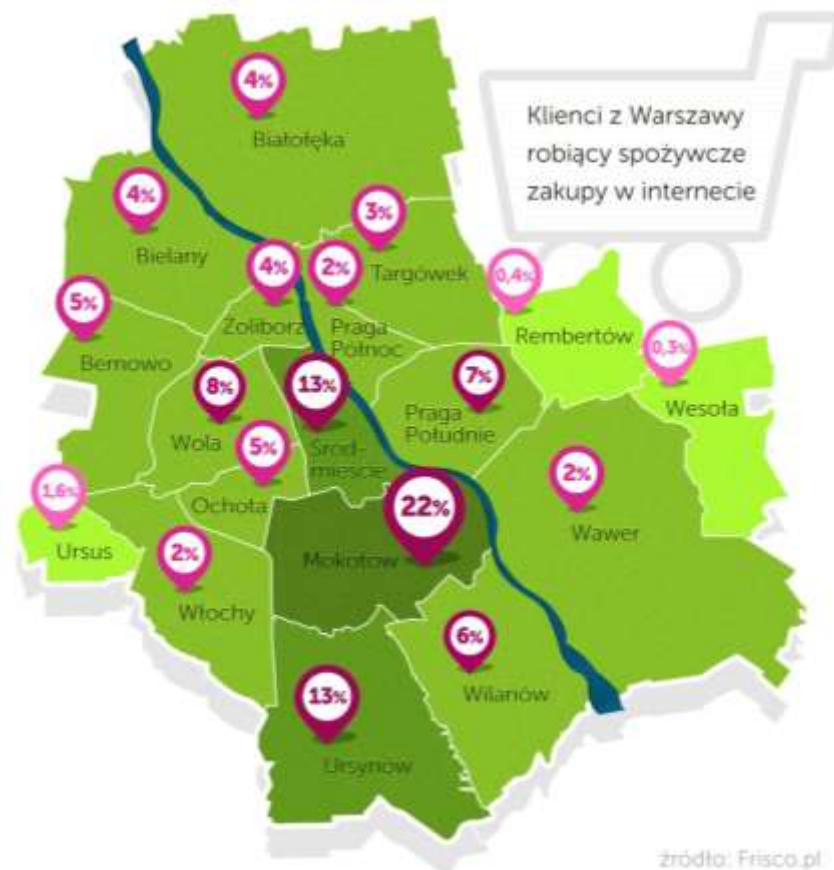 Klienci z Warszawy
robiący spożywcze
zakupy w internecie
4%
Białołęka
4%
Bielany
3%
Targówek
4%
Żoliborz
2%
Praga
Północ
0,4%
Rembertów
5%
Bemowo
0,3%
Wesoła
8%
Wola
13%
Śród-
mieście
7%
Praga
Południe
5%
Ochota
2%
Wawer
1,6%
Ursus
22%
Mokotów
2%
Włochy
6%
Wilanów
13%
Ursynów
źródło: Frisco.pl